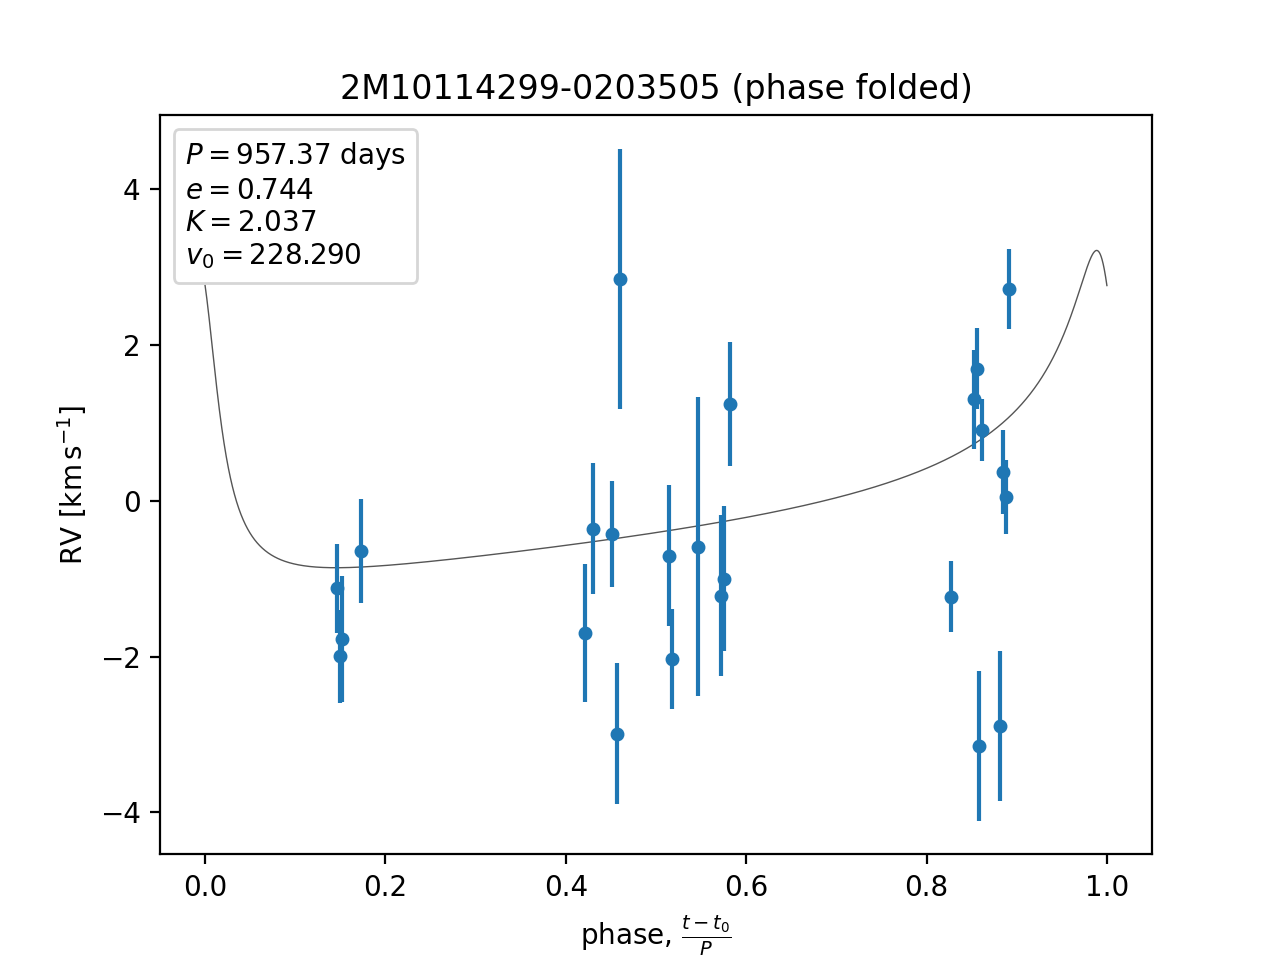 2M10114299-0203505 (phase folded)
P = 957.37 days
e = 0.744
K = 2.037
v₀ = 228.290
4
2
0
−2
−4
RV [km s⁻¹]
0.0 0.2 0.4 0.6 0.8 1.0
phase, (t − t₀)/P